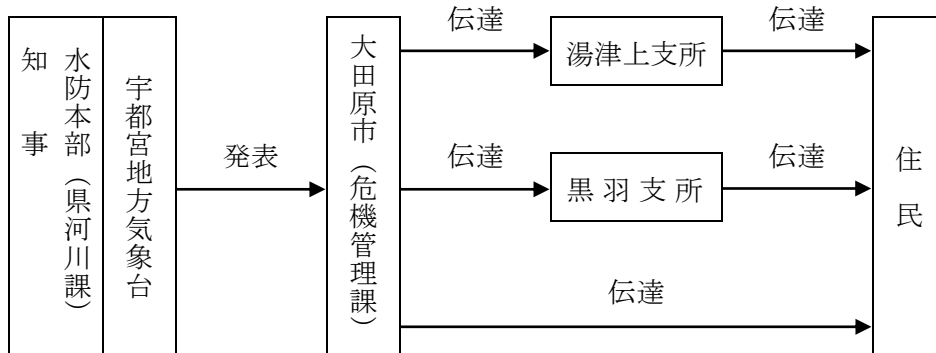 知事
水防本部（県河川課）
宇都宮地方気象台
発表
大田原市（危機管理課）
伝達
湯津上支所
伝達
伝達
黒羽支所
伝達
伝達
住民